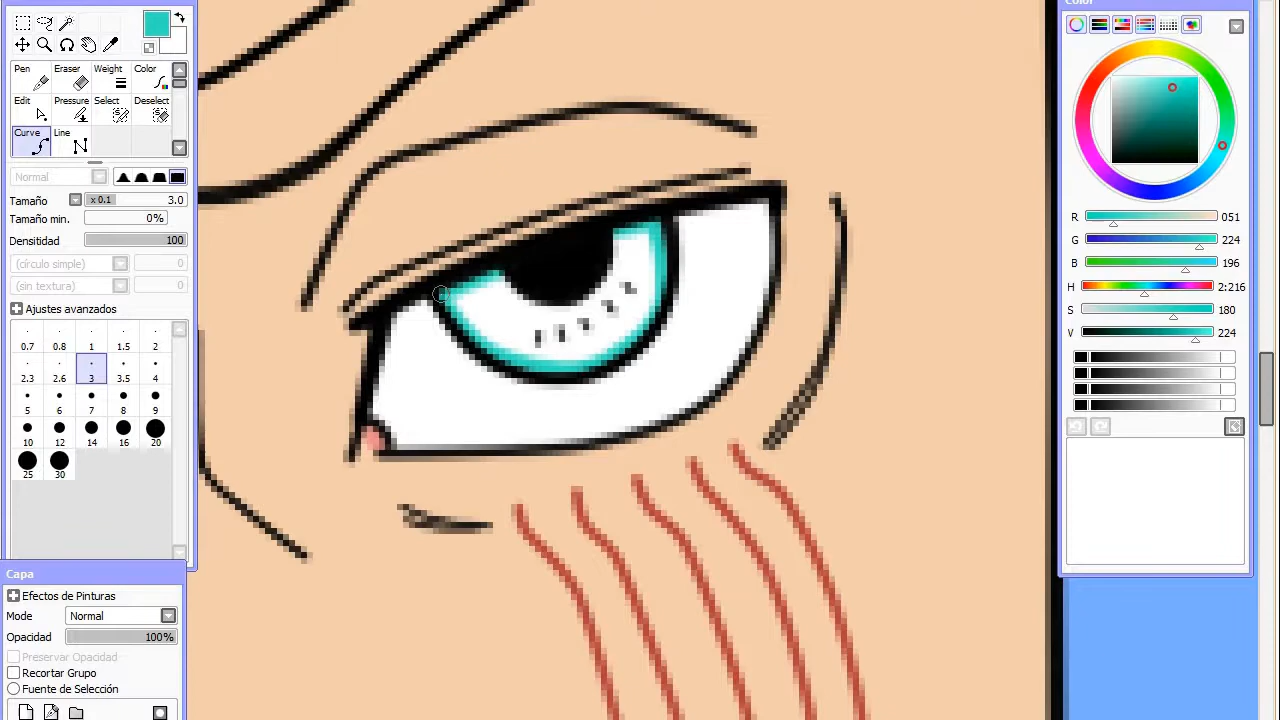 Color
Pen Eraser Weight Color
Edit Pressure Select Deselect
Curve Line
Normal
Tamaño x 0.1 3.0
Tamano min. 0%
Densitidad 100
(círculo simple) 0
(sin textura) 0
Ajustes avanzados
0.7 0.8 1 1.5 2
2.3 2.6 3 3.5 4
6 7 8 9
10 12 14 16 20
25 30
Capa
Efectos de Pinturas
Mode Normal
Opacidad 100%
Preservar Opacidad
Recortar Grupo
Fuente de Selección
R 051
G 224
B 196
H 2:216
S 180
V 224